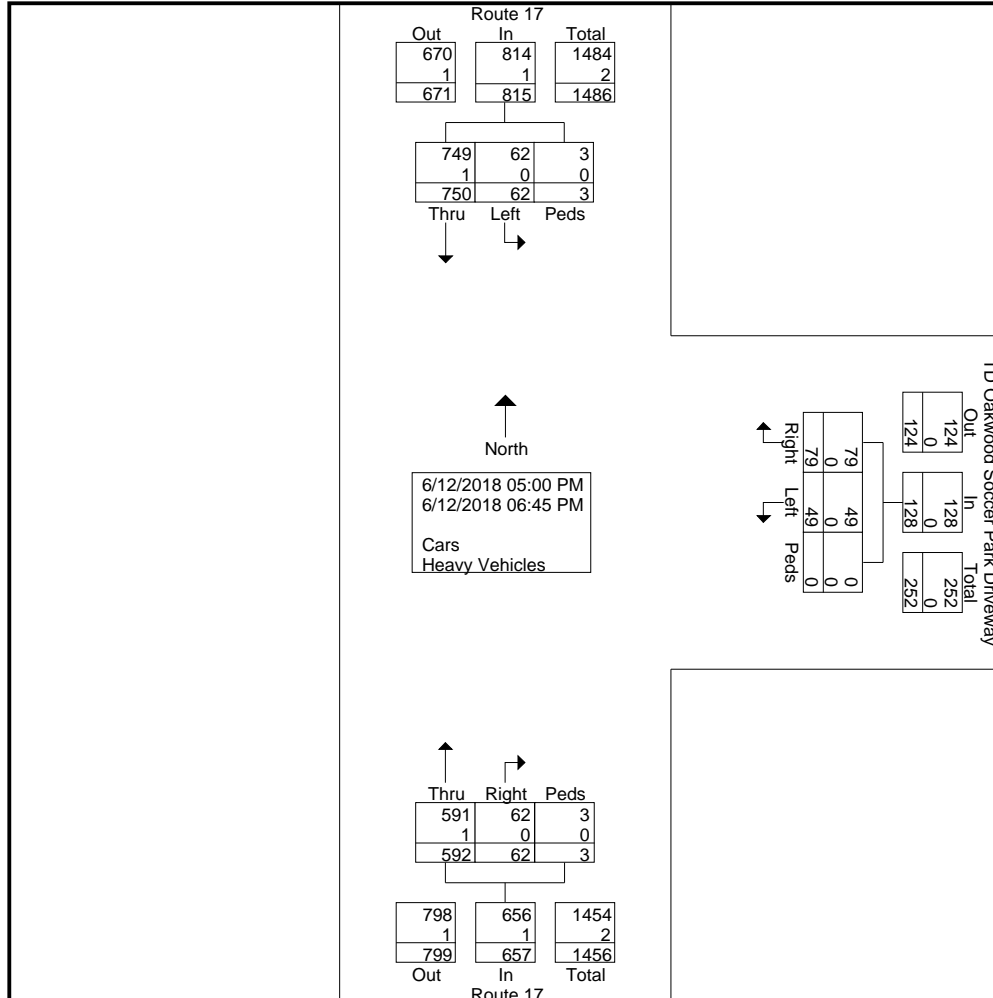 Route 17
Out In Total
670 814 1484
1 1 2
671 815 1486
749 62 3
1 0 0
750 62 3
Thru Left Peds
North
6/12/2018 05:00 PM
6/12/2018 06:45 PM
Cars
Heavy Vehicles
Right Left Peds
79 49 0
0 0 0
79 49 0
TD Oakwood Soccer Park Driveway
Out In Total
124 128 252
0 0 0
124 128 252
Thru Right Peds
591 62 3
1 0 0
592 62 3
798 656 1454
1 1 2
799 657 1456
Out In Total
Route 17